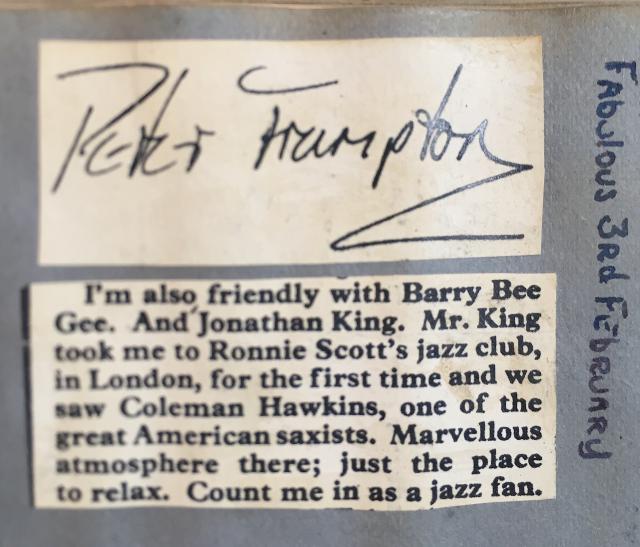 Peter Frampton
I'm also friendly with Barry Bee
Gee. And Jonathan King. Mr. King
took me to Ronnie Scott's jazz club,
in London, for the first time and we
saw Coleman Hawkins, one of the
great American saxists. Marvellous
atmosphere there; just the place
to relax. Count me in as a jazz fan.
FAbulous 3rd FEbruARy